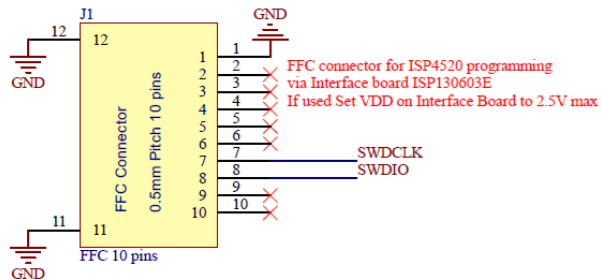 J1
GND
12
12
GND
1
1
2
2
FFC connector for ISP4520 programming
3
3
via Interface board ISP130603E
4
4
If used Set VDD on Interface Board to 2.5V max
5
5
6
6
7
7
SWDCLK
8
8
SWDIO
9
9
10
10
FFC Connector
0.5mm Pitch 10 pins
11
11
GND
FFC 10 pins